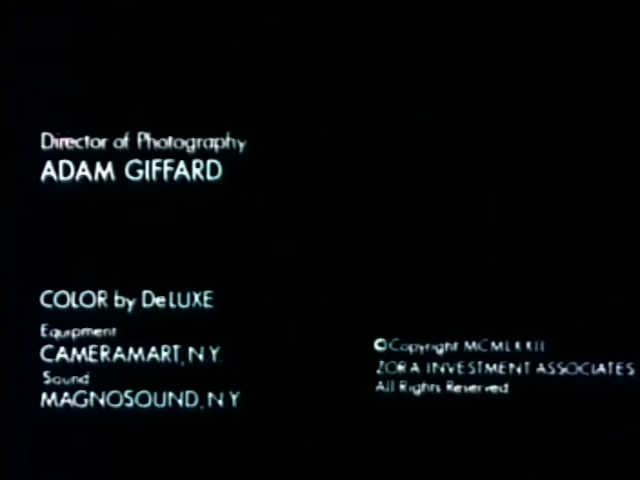 Director of Photography
ADAM GIFFARD
COLOR by DeLUXE
Equipment
CAMERAMART, N.Y.
Sound
MAGNOSOUND, N.Y.
©Copyright MCMLXXII
ZORA INVESTMENT ASSOCIATES
All Rights Reserved